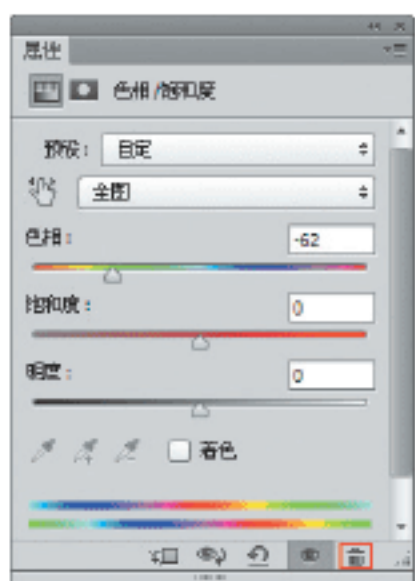 属性
色相/饱和度
预设： 自定
全图
色相： -62
饱和度： 0
明度： 0
着色